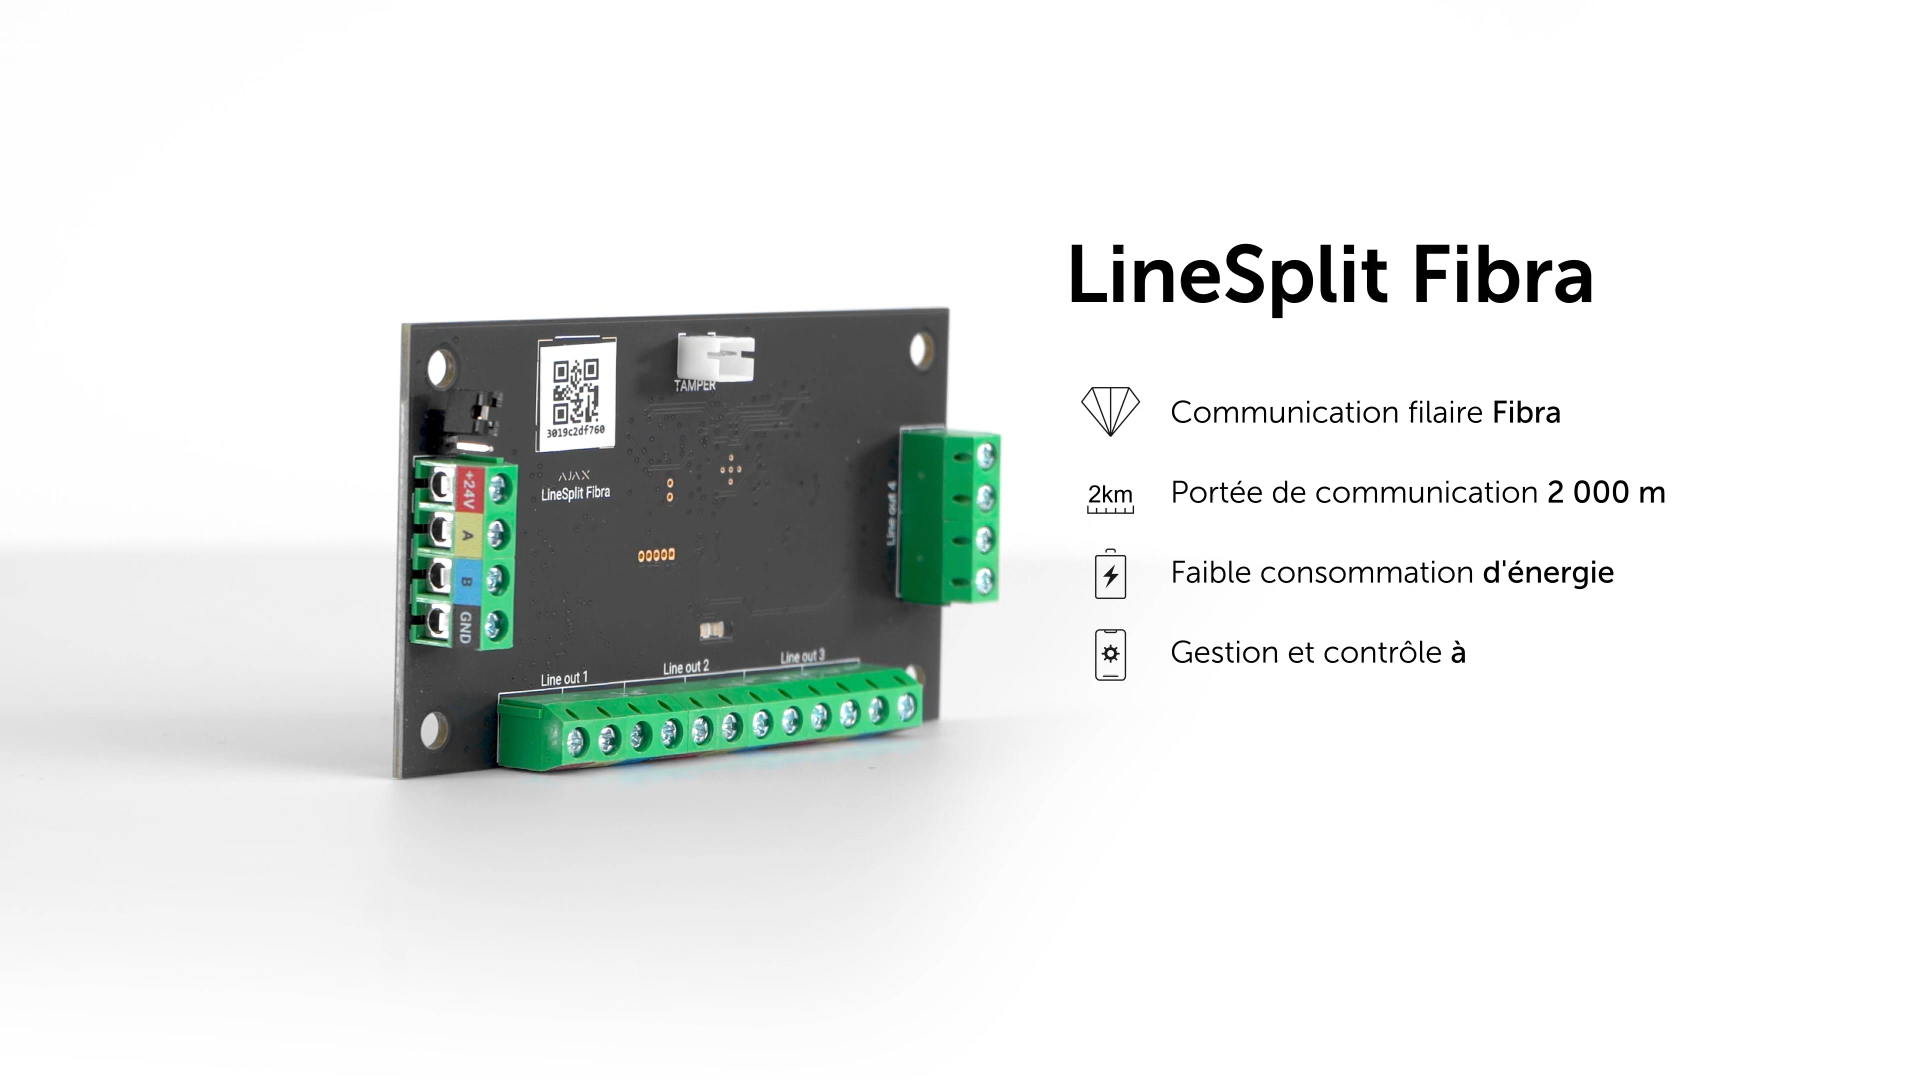 LineSplit Fibra
Communication filaire Fibra
2km
Portée de communication 2 000 m
Faible consommation d'énergie
Gestion et contrôle à
3019c2df760
TAMPER
AJAX
LineSplit Fibra
+24V
A
B
GND
Line out 4
Line out 1
Line out 2
Line out 3